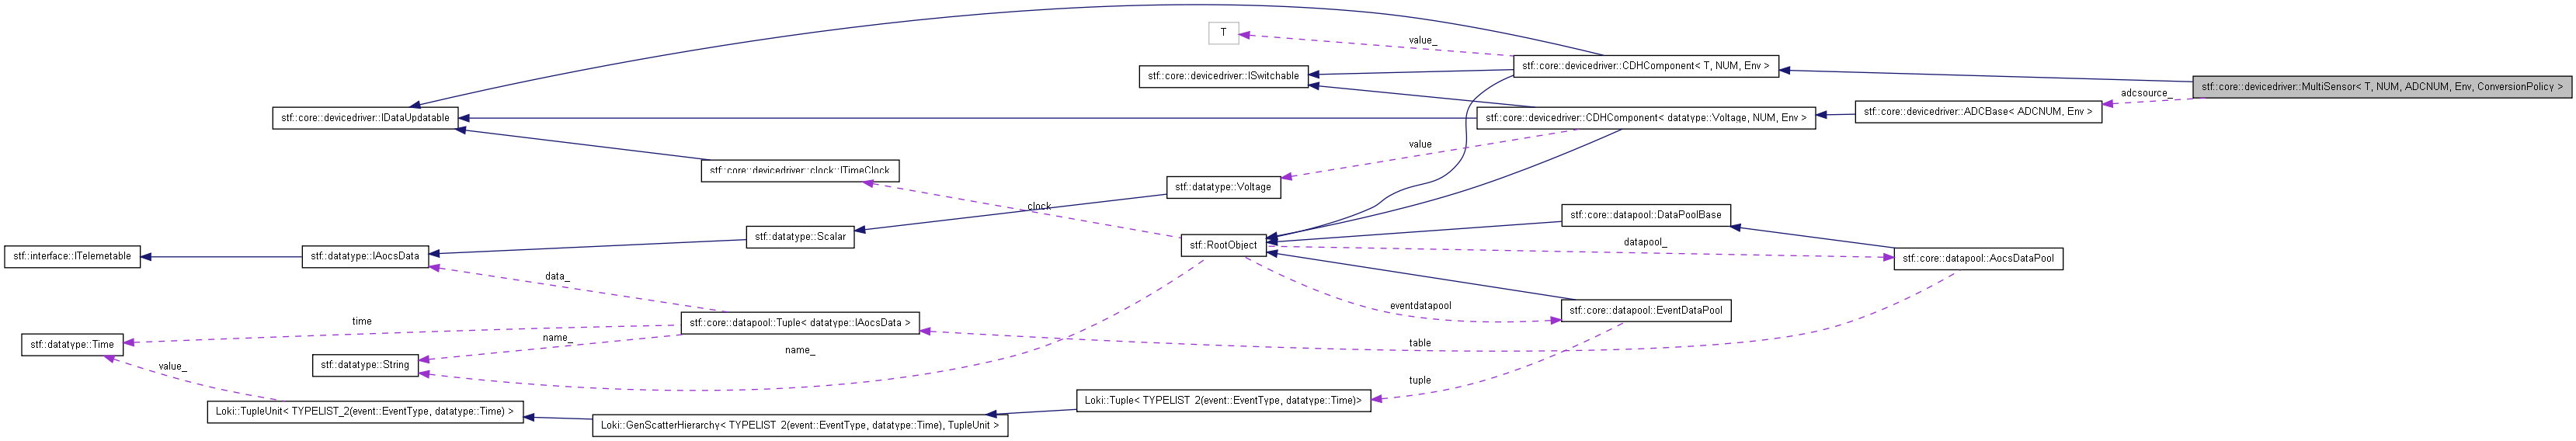 T
value_
stf::core::devicedriver::CDHComponent< T, NUM, Env >
stf::core::devicedriver::ISwitchable
stf::core::devicedriver::MultiSensor< T, NUM, ADCNUM, Env, ConversionPolicy >
adcsource_
stf::core::devicedriver::IDataUpdatable
stf::core::devicedriver::CDHComponent< datatype::Voltage, NUM, Env >
stf::core::devicedriver::ADCBase< ADCNUM, Env >
value
stf::core::devicedriver::clock::ITimeClock
stf::datatype::Voltage
clock
stf::core::datapool::DataPoolBase
stf::datatype::Scalar
stf::RootObject
datapool_
stf::interface::ITelemetable
stf::datatype::IAocsData
stf::core::datapool::AocsDataPool
data_
eventdatapool
stf::core::datapool::EventDataPool
time
stf::core::datapool::Tuple< datatype::IAocsData >
name_
stf::datatype::Time
name_
table
stf::datatype::String
value_
tuple
Loki::Tuple< TYPELIST_2(event::EventType, datatype::Time)>
Loki::TupleUnit< TYPELIST_2(event::EventType, datatype::Time) >
Loki::GenScatterHierarchy< TYPELIST_2(event::EventType, datatype::Time), TupleUnit >